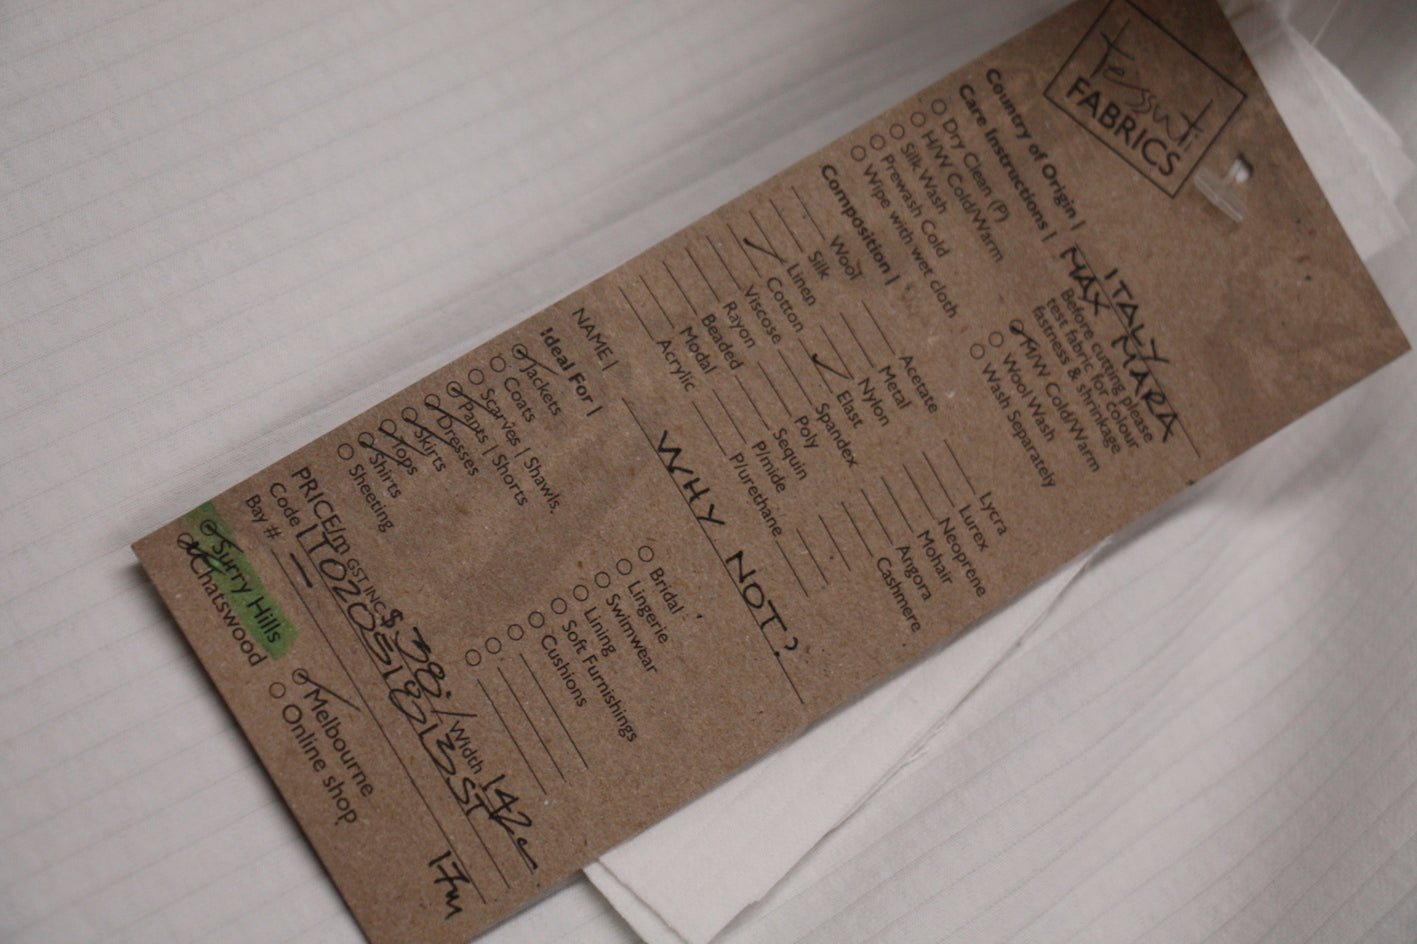 tessuti
FABRICS
Country of Origin | ITALY
MAX MARA
Care Instructions |
Before cutting please
test fabric for colour
fastness & shrinkage
Dry Clean (P)
H/W Cold/Warm
Silk Wash
Prewash Cold
Wipe with wet cloth
M/W Cold/Warm
Wool Wash
Wash Separately
Composition |
Wool
Silk
Linen
Cotton
Viscose
Rayon
Beaded
Modal
Acrylic
Acetate
Metal
Nylon
Elast
Spandex
Poly
Sequin
P/mide
P/urethane
Lycra
Lurex
Neoprene
Mohair
Angora
Cashmere
NAME | WHY NOT?
Ideal For |
Jackets
Coats
Scarves | Shawls.
Pants | Shorts
Dresses
Skirts
Tops
Shirts
Sheeting
Bridal
Lingerie
Swimwear
Lining
Soft Furnishings
Cushions
PRICE/m GST INC $38:/ Width 142c
Code
Bay # — 17m
Surry Hills
Chatswood
Melbourne
Online shop